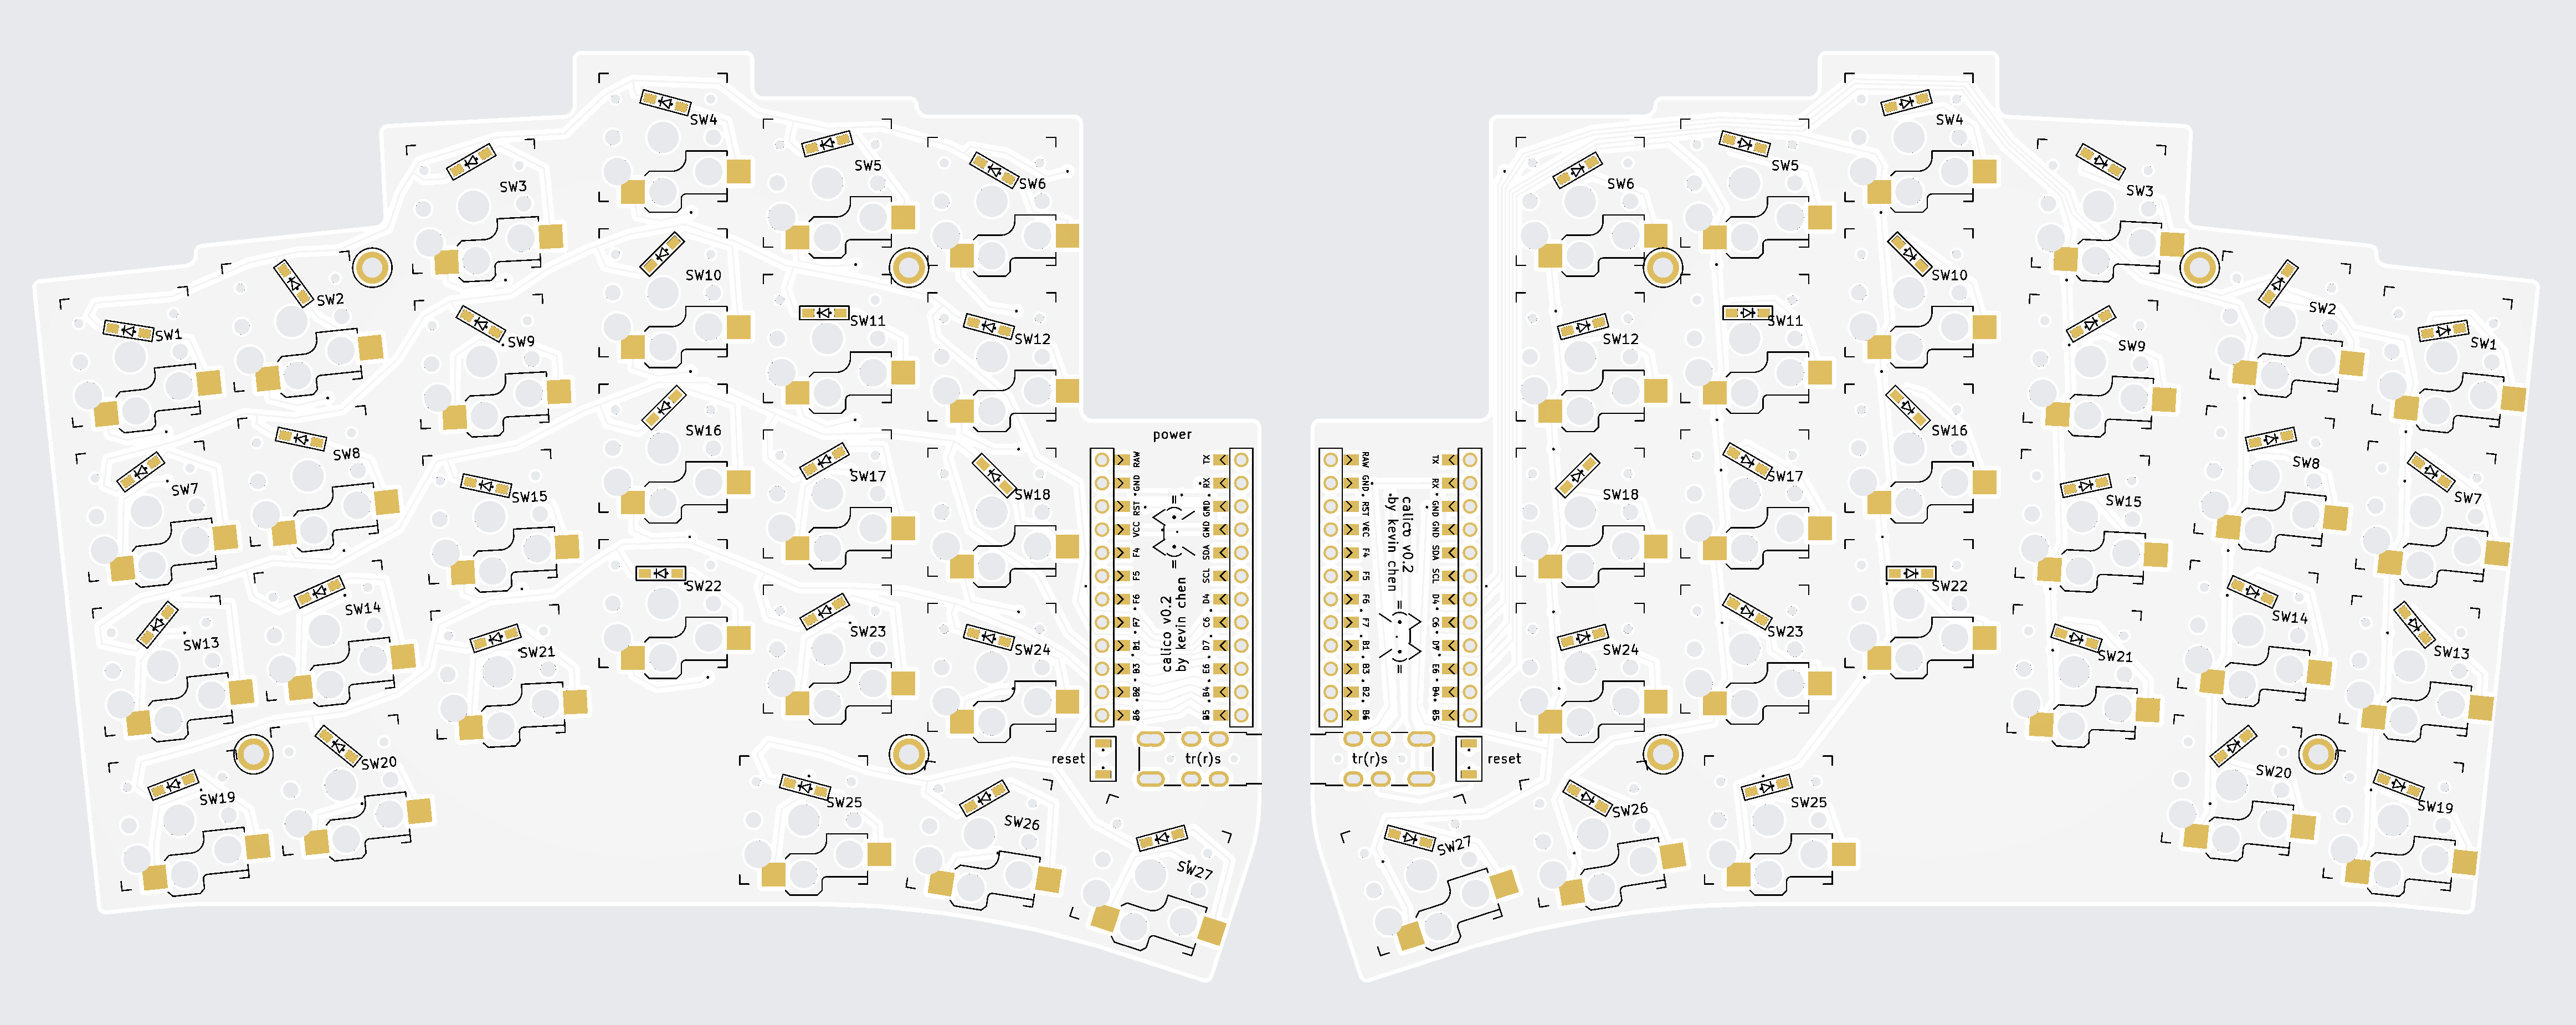 SW4
SW5
SW6
SW3
SW2
SW1
SW10
SW11
SW12
SW9
SW8
SW7
SW16
SW17
SW18
SW15
SW14
SW13
SW22
SW23
SW24
SW21
SW20
SW19
SW25
SW26
SW27
power
RAW TX
GND RX
RST GND
VCC GND
F4 SDA
F5 SCL
F6 D4
F7 C6
B1 D7
B3 E6
B2 B4
B6 B5
calico v0.2
by kevin chen
reset
tr(r)s
RAW TX
GND RX
RST GND
VCC GND
F4 SDA
F5 SCL
F6 D4
F7 C6
B1 D7
B3 E6
B2 B4
B6 B5
calico v0.2
by kevin chen
tr(r)s
reset
SW4
SW5
SW6
SW3
SW2
SW1
SW10
SW11
SW12
SW9
SW8
SW7
SW16
SW17
SW18
SW15
SW14
SW13
SW22
SW23
SW24
SW21
SW20
SW19
SW25
SW26
SW27